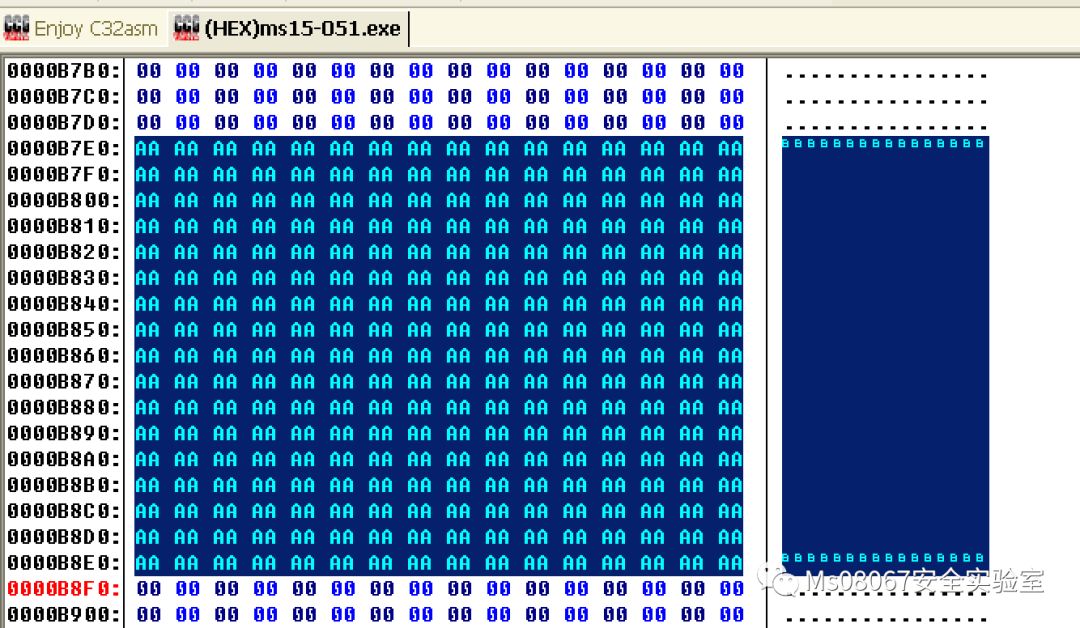 Enjoy C32asm (HEX)ms15-051.exe
0000B7B0: 00 00 00 00 00 00 00 00 00 00 00 00 00 00 00 00 ................
0000B7C0: 00 00 00 00 00 00 00 00 00 00 00 00 00 00 00 00 ................
0000B7D0: 00 00 00 00 00 00 00 00 00 00 00 00 00 00 00 00 ................
0000B7E0: AA AA AA AA AA AA AA AA AA AA AA AA AA AA AA AA
0000B7F0: AA AA AA AA AA AA AA AA AA AA AA AA AA AA AA AA
0000B800: AA AA AA AA AA AA AA AA AA AA AA AA AA AA AA AA
0000B810: AA AA AA AA AA AA AA AA AA AA AA AA AA AA AA AA
0000B820: AA AA AA AA AA AA AA AA AA AA AA AA AA AA AA AA
0000B830: AA AA AA AA AA AA AA AA AA AA AA AA AA AA AA AA
0000B840: AA AA AA AA AA AA AA AA AA AA AA AA AA AA AA AA
0000B850: AA AA AA AA AA AA AA AA AA AA AA AA AA AA AA AA
0000B860: AA AA AA AA AA AA AA AA AA AA AA AA AA AA AA AA
0000B870: AA AA AA AA AA AA AA AA AA AA AA AA AA AA AA AA
0000B880: AA AA AA AA AA AA AA AA AA AA AA AA AA AA AA AA
0000B890: AA AA AA AA AA AA AA AA AA AA AA AA AA AA AA AA
0000B8A0: AA AA AA AA AA AA AA AA AA AA AA AA AA AA AA AA
0000B8B0: AA AA AA AA AA AA AA AA AA AA AA AA AA AA AA AA
0000B8C0: AA AA AA AA AA AA AA AA AA AA AA AA AA AA AA AA
0000B8D0: AA AA AA AA AA AA AA AA AA AA AA AA AA AA AA AA
0000B8E0: AA AA AA AA AA AA AA AA AA AA AA AA AA AA AA AA
0000B8F0: 00 00 00 00 00 00 00 00 00 00 00 00 00 00 00 00 ................
Ms08067安全实验室
0000B900: 00 00 00 00 00 00 00 00 00 00 00 00 00 00 00 00 ................